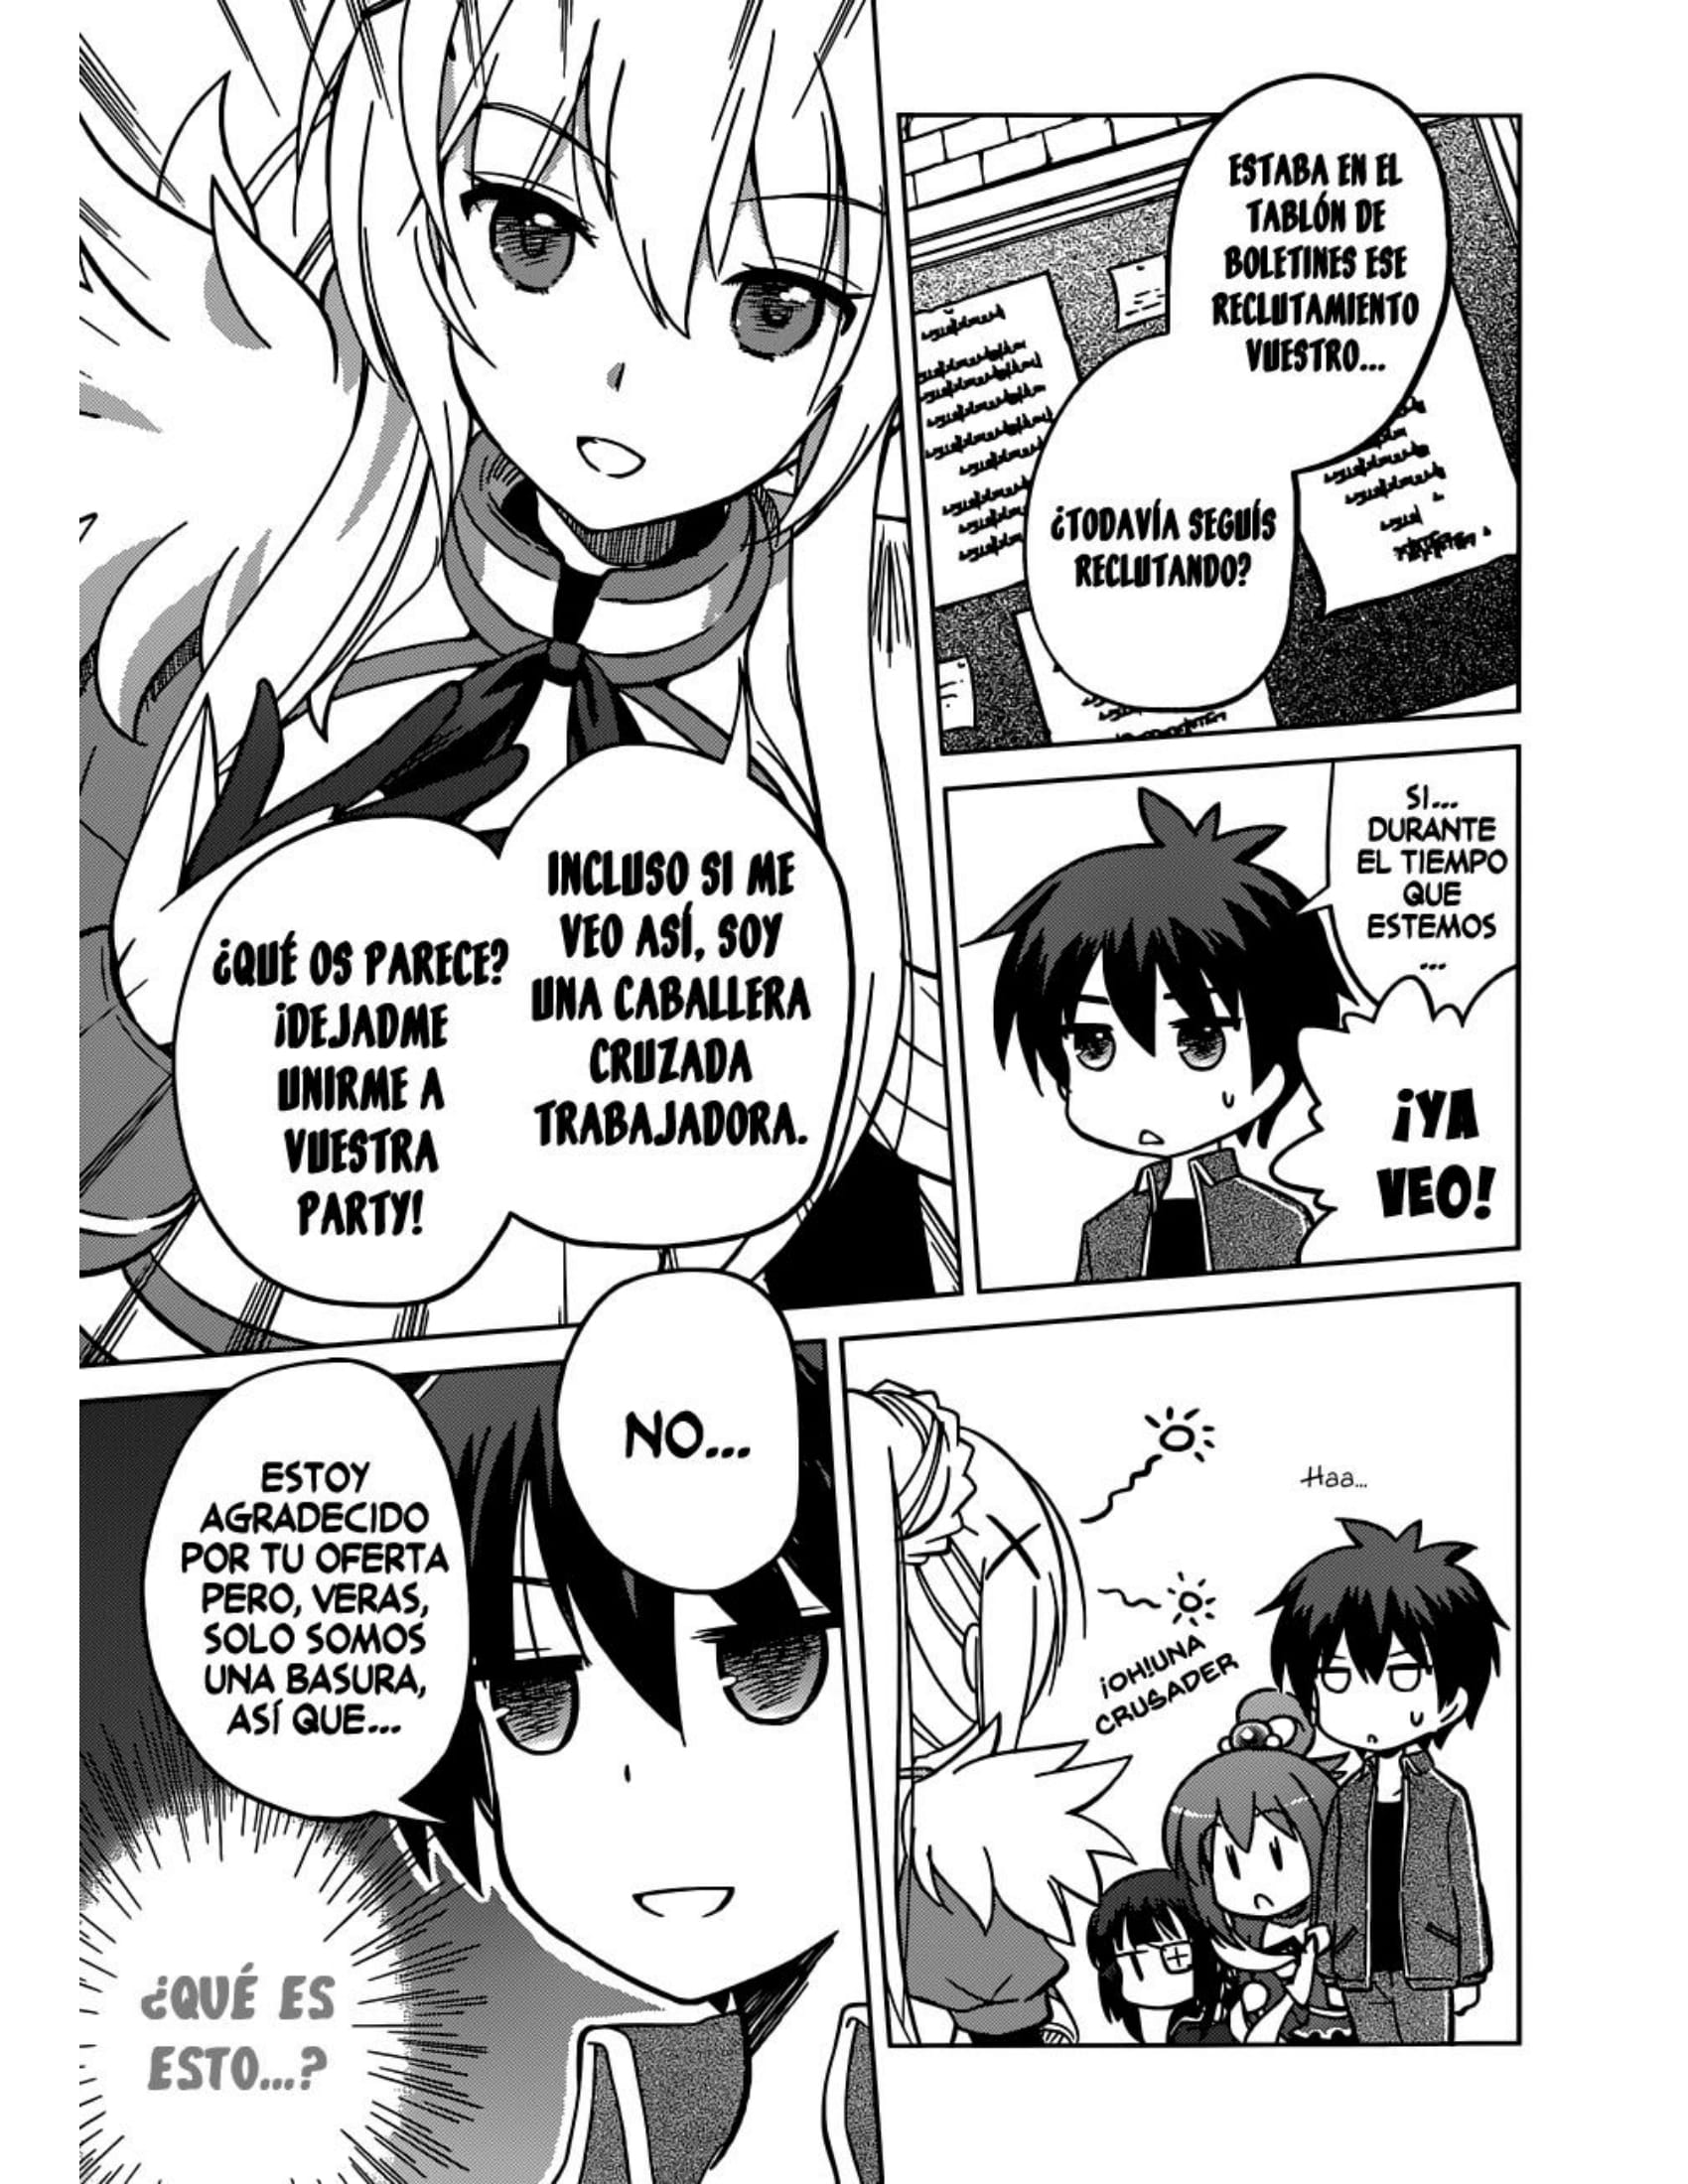 ESTABA EN EL
TABLÓN DE
BOLETINES ESE
RECLUTAMIENTO
VUESTRO...
¿TODAVÍA SEGUÍS
RECLUTANDO?
SI...
DURANTE
EL TIEMPO
QUE
ESTEMOS
...
¡YA
VEO!
INCLUSO SI ME
VEO ASÍ, SOY
UNA CABALLERA
CRUZADA
TRABAJADORA.
¿QUÉ OS PARECE?
¡DEJADME
UNIRME A
VUESTRA
PARTY!
Haa...
¡OH!UNA
CRUSADER
NO...
ESTOY
AGRADECIDO
POR TU OFERTA
PERO, VERAS,
SOLO SOMOS
UNA BASURA,
ASÍ QUE...
¿QUÉ ES
ESTO...?